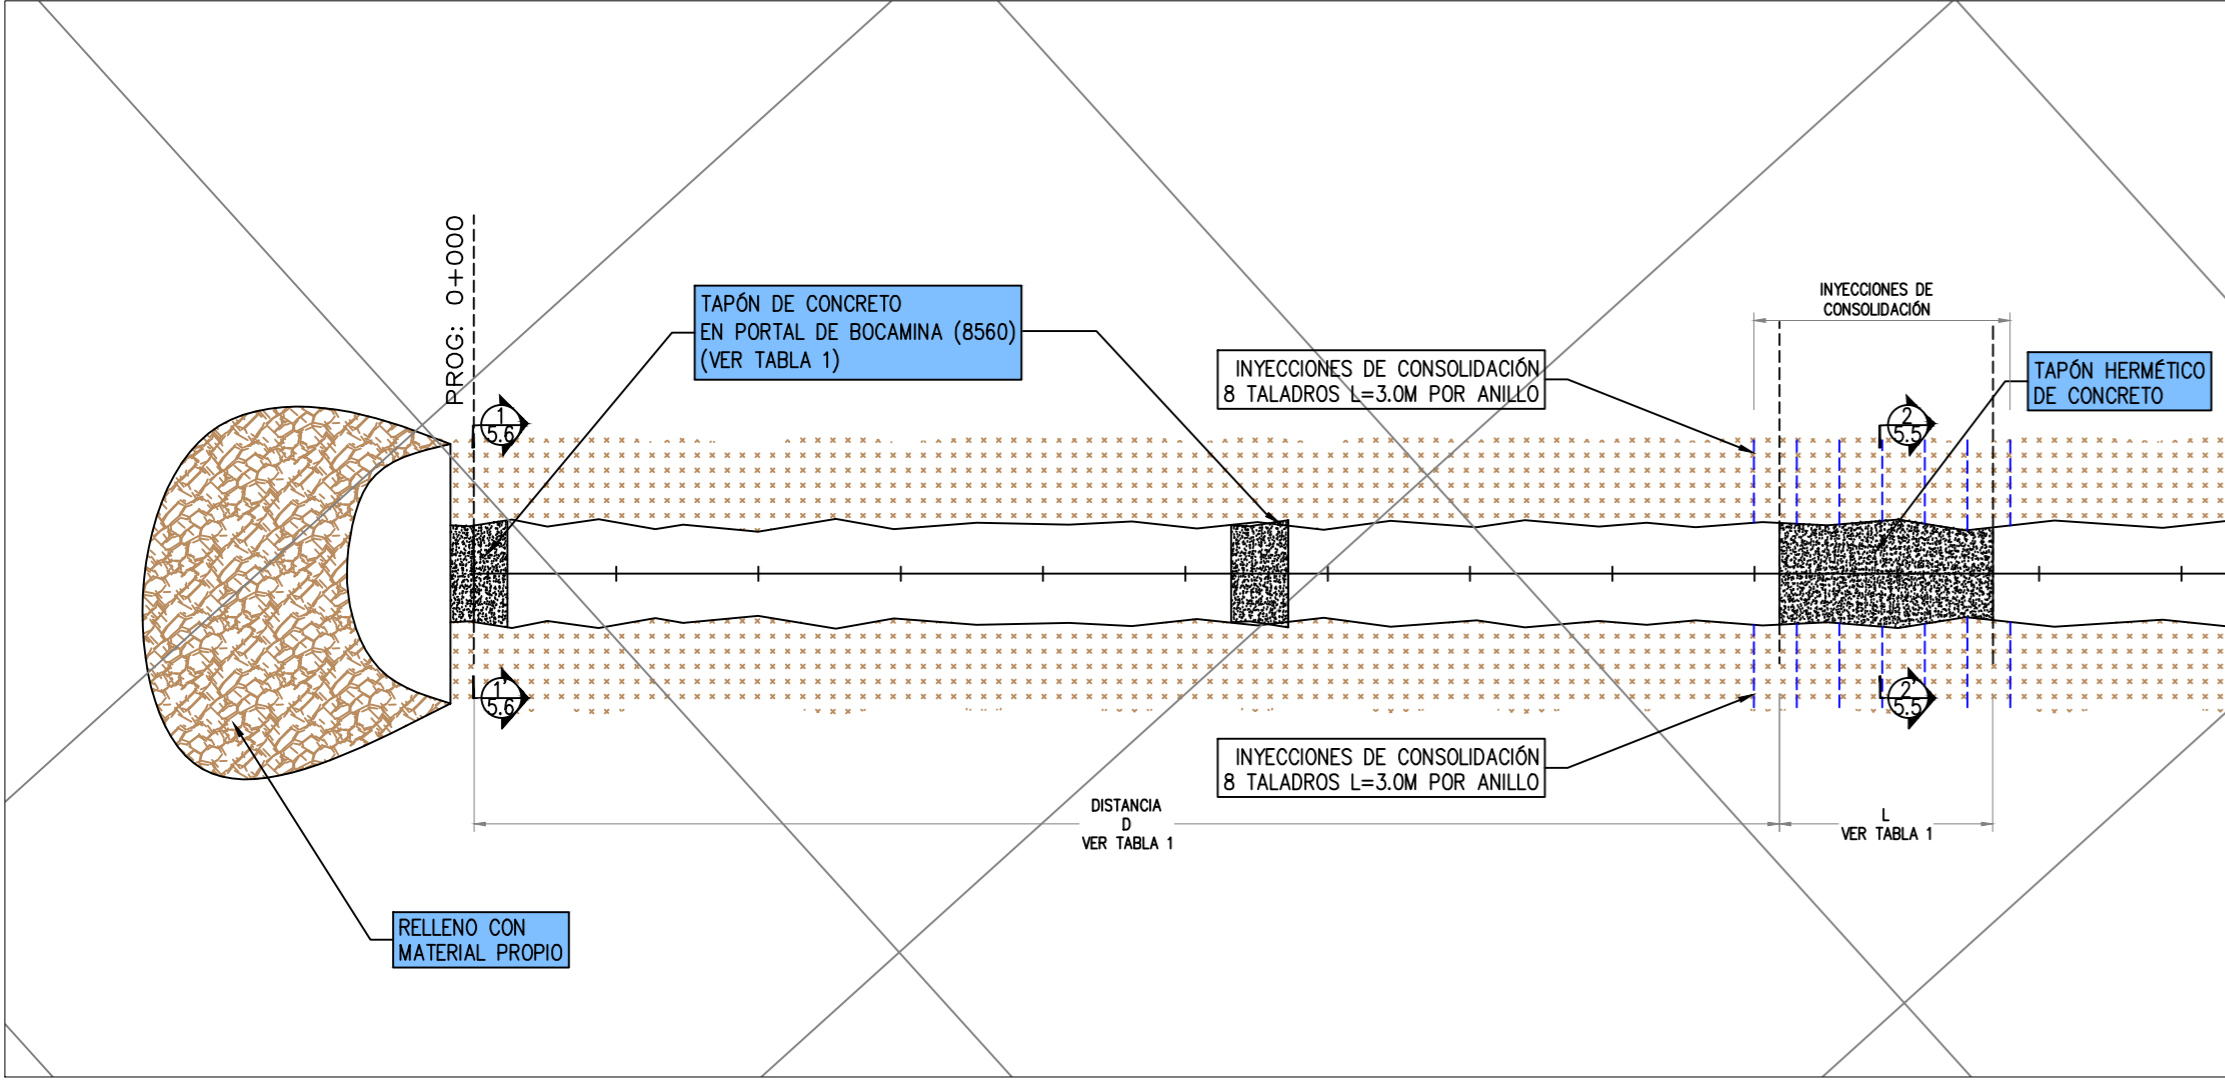 PROG: 0+000
TAPÓN DE CONCRETO
EN PORTAL DE BOCAMINA (8560)
(VER TABLA 1)
INYECCIONES DE
CONSOLIDACIÓN
INYECCIONES DE CONSOLIDACIÓN
8 TALADROS L=3.0M POR ANILLO
TAPÓN HERMÉTICO
DE CONCRETO
1
5.6
2
5.5
1'
5.6
2'
5.5
INYECCIONES DE CONSOLIDACIÓN
8 TALADROS L=3.0M POR ANILLO
DISTANCIA
D
VER TABLA 1
L
VER TABLA 1
RELLENO CON
MATERIAL PROPIO